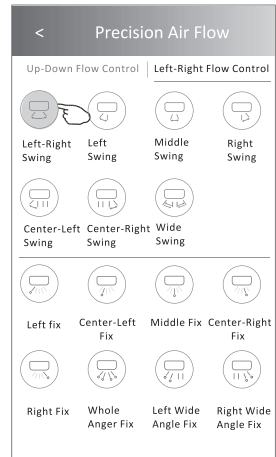 < Precision Air Flow
Up-Down Flow Control Left-Right Flow Control
Left-Right Swing
Left Swing
Middle Swing
Right Swing
Center-Left Swing
Center-Right Swing
Wide Swing
Left fix
Center-Left Fix
Middle Fix
Center-Right Fix
Right Fix
Whole Anger Fix
Left Wide Angle Fix
Right Wide Angle Fix